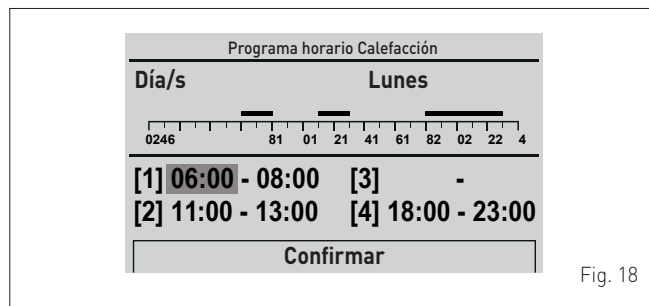 Programa horario Calefacción
Día/s Lunes
0246 81 01 21 41 61 82 02 22 4
[1] 06:00 - 08:00 [3] -
[2] 11:00 - 13:00 [4] 18:00 - 23:00
Confirmar
Fig. 18